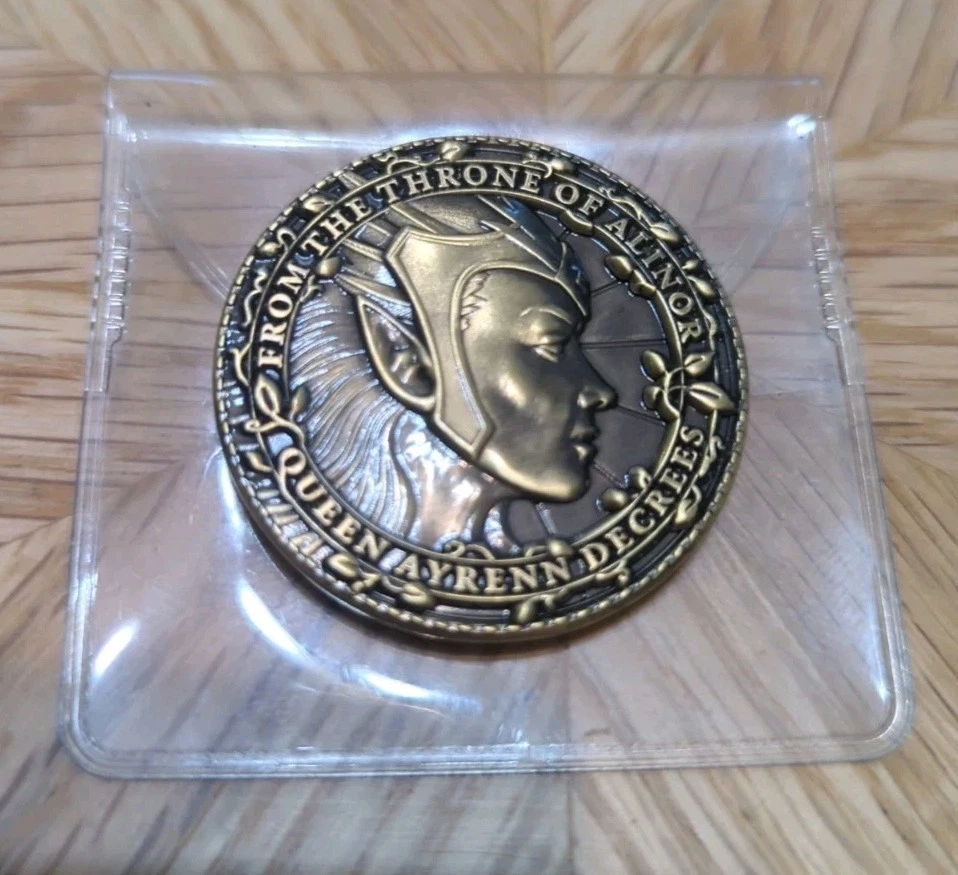 FROM THE THRONE OF ALINOR
QUEEN AYRENN DECREES